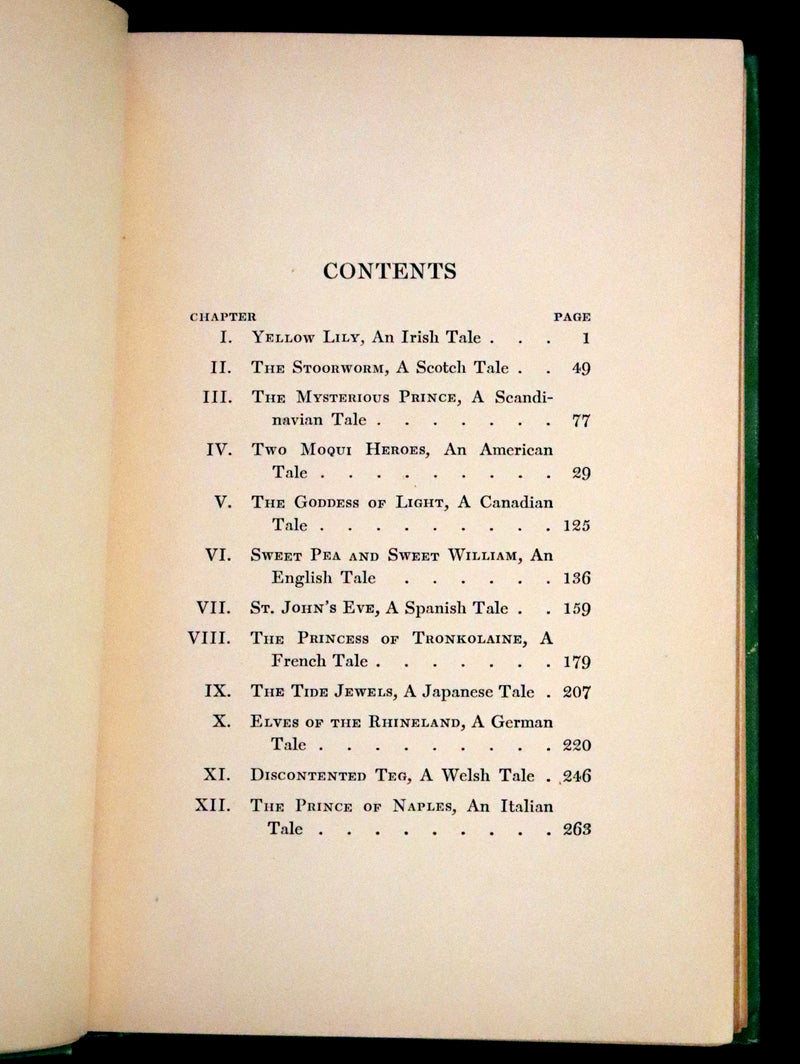 CONTENTS
CHAPTER PAGE
I. YELLOW LILY, An Irish Tale . . . 1
II. THE STOORWORM, A Scotch Tale . . 49
III. THE MYSTERIOUS PRINCE, A Scandi-
navian Tale . . . . . . . 77
IV. TWO MOQUI HEROES, An American
Tale . . . . . . . . . 29
V. THE GODDESS OF LIGHT, A Canadian
Tale . . . . . . . . . 125
VI. SWEET PEA AND SWEET WILLIAM, An
English Tale . . . . . . 136
VII. ST. JOHN'S EVE, A Spanish Tale . . 159
VIII. THE PRINCESS OF TRONKOLAINE, A
French Tale . . . . . . . 179
IX. THE TIDE JEWELS, A Japanese Tale . 207
X. ELVES OF THE RHINELAND, A German
Tale . . . . . . . . . 220
XI. DISCONTENTED TEG, A Welsh Tale . 246
XII. THE PRINCE OF NAPLES, An Italian
Tale . . . . . . . . . 263